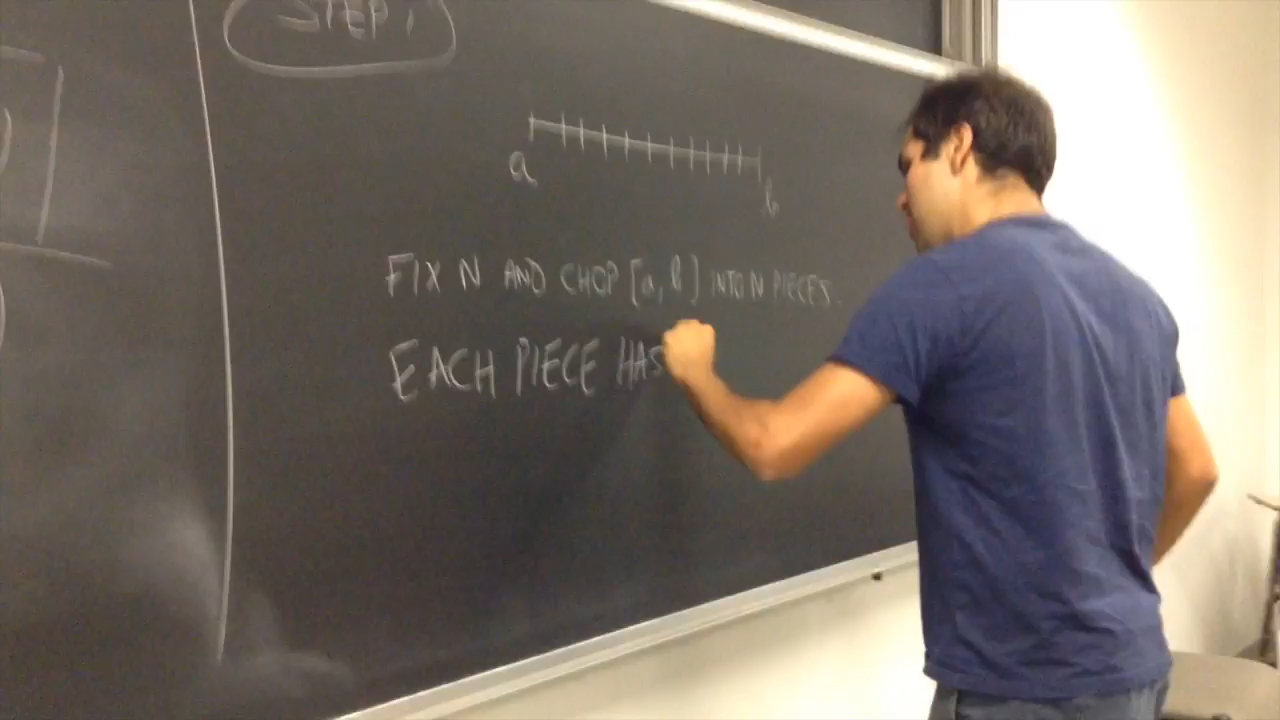 STEP 1
a
b
FIX N AND CHOP [a, b] INTO N PIECES.
EACH PIECE HAS